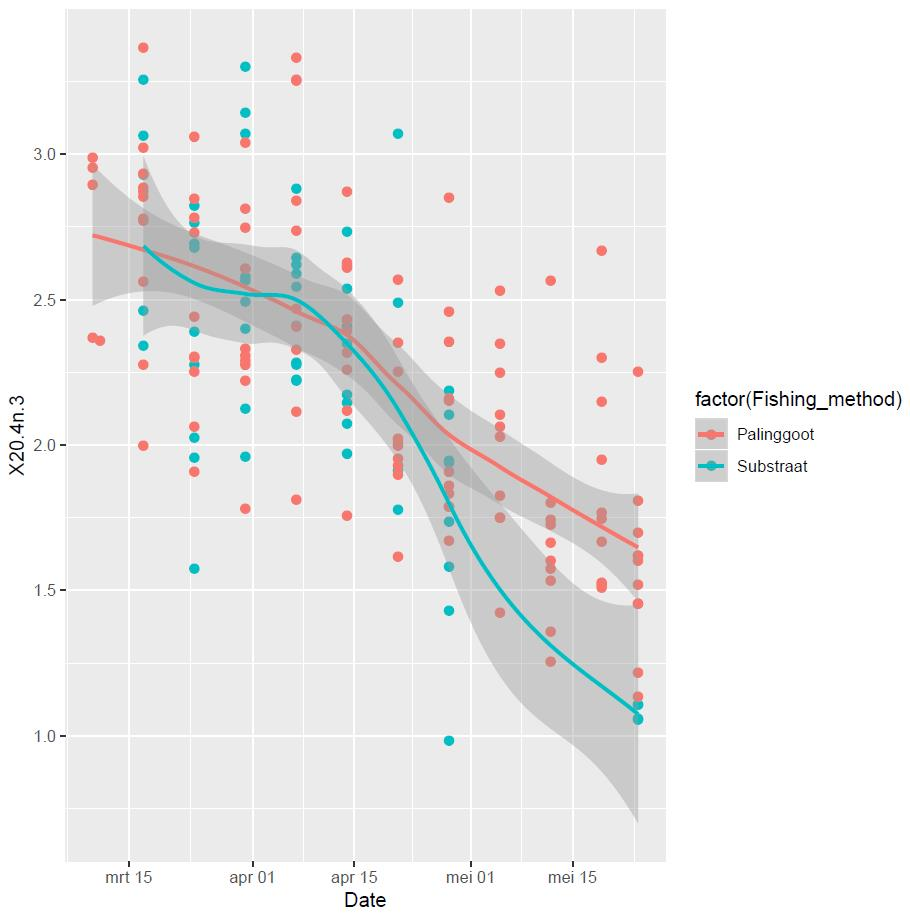 3.0
2.5
2.0
1.5
1.0
X20.4n.3
mrt 15
apr 01
apr 15
mei 01
mei 15
Date
factor(Fishing_method)
Palinggoot
Substraat